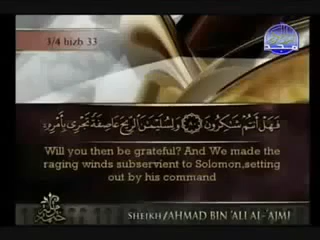 3/4 hizb 33
فَهَلْ أَنتُمْ شَاكِرُونَ ﴿٨٠﴾ وَلِسُلَيْمَانَ الرِّيحَ عَاصِفَةً تَجْرِي بِأَمْرِهِ
Will you then be grateful? And We made the
raging winds subservient to Solomon,setting
out by his command
SHEIKH/AHMAD BIN 'ALI AL-'AJMI